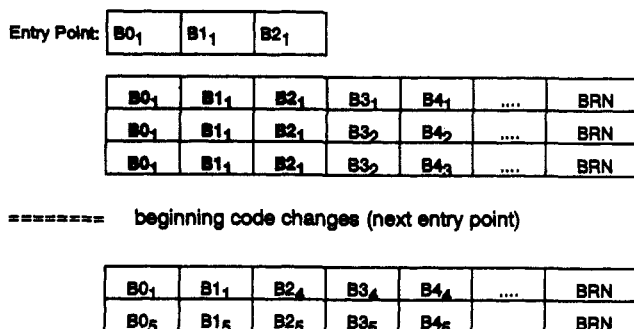 Entry Point: B0₁ B1₁ B2₁
B0₁ B1₁ B2₁ B3₁ B4₁ .... BRN
B0₁ B1₁ B2₁ B3₂ B4₂ .... BRN
B0₁ B1₁ B2₁ B3₂ B4₃ .... BRN
======== beginning code changes (next entry point)
B0₁ B1₁ B2₄ B3₄ B4₄ .... BRN
B0₅ B1₅ B2₅ B3₅ B4₅ .... BRN